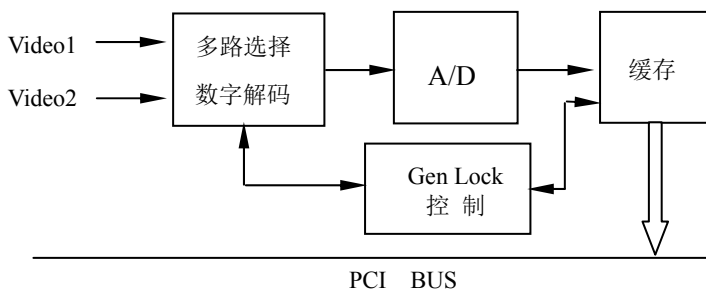 Video1
Video2
多路选择
数字解码
A/D
缓存
Gen Lock
控 制
PCI BUS